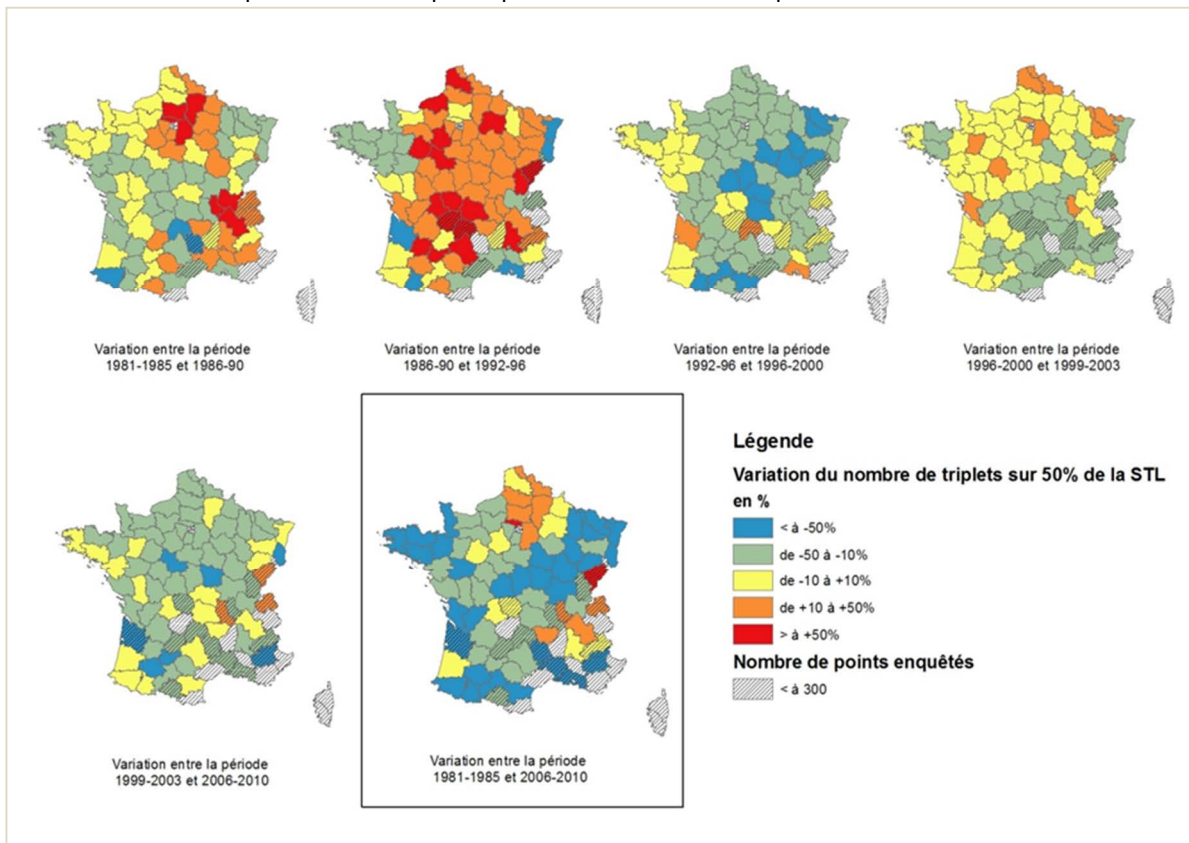 Variation entre la période
1981-1985 et 1986-90
Variation entre la période
1986-90 et 1992-96
Variation entre la période
1992-96 et 1996-2000
Variation entre la période
1996-2000 et 1999-2003
Variation entre la période
1999-2003 et 2006-2010
Variation entre la période
1981-1985 et 2006-2010
Légende
Variation du nombre de triplets sur 50% de la STL
en %
< à -50%
de -50 à -10%
de -10 à +10%
de +10 à +50%
> à +50%
Nombre de points enquêtés
< à 300